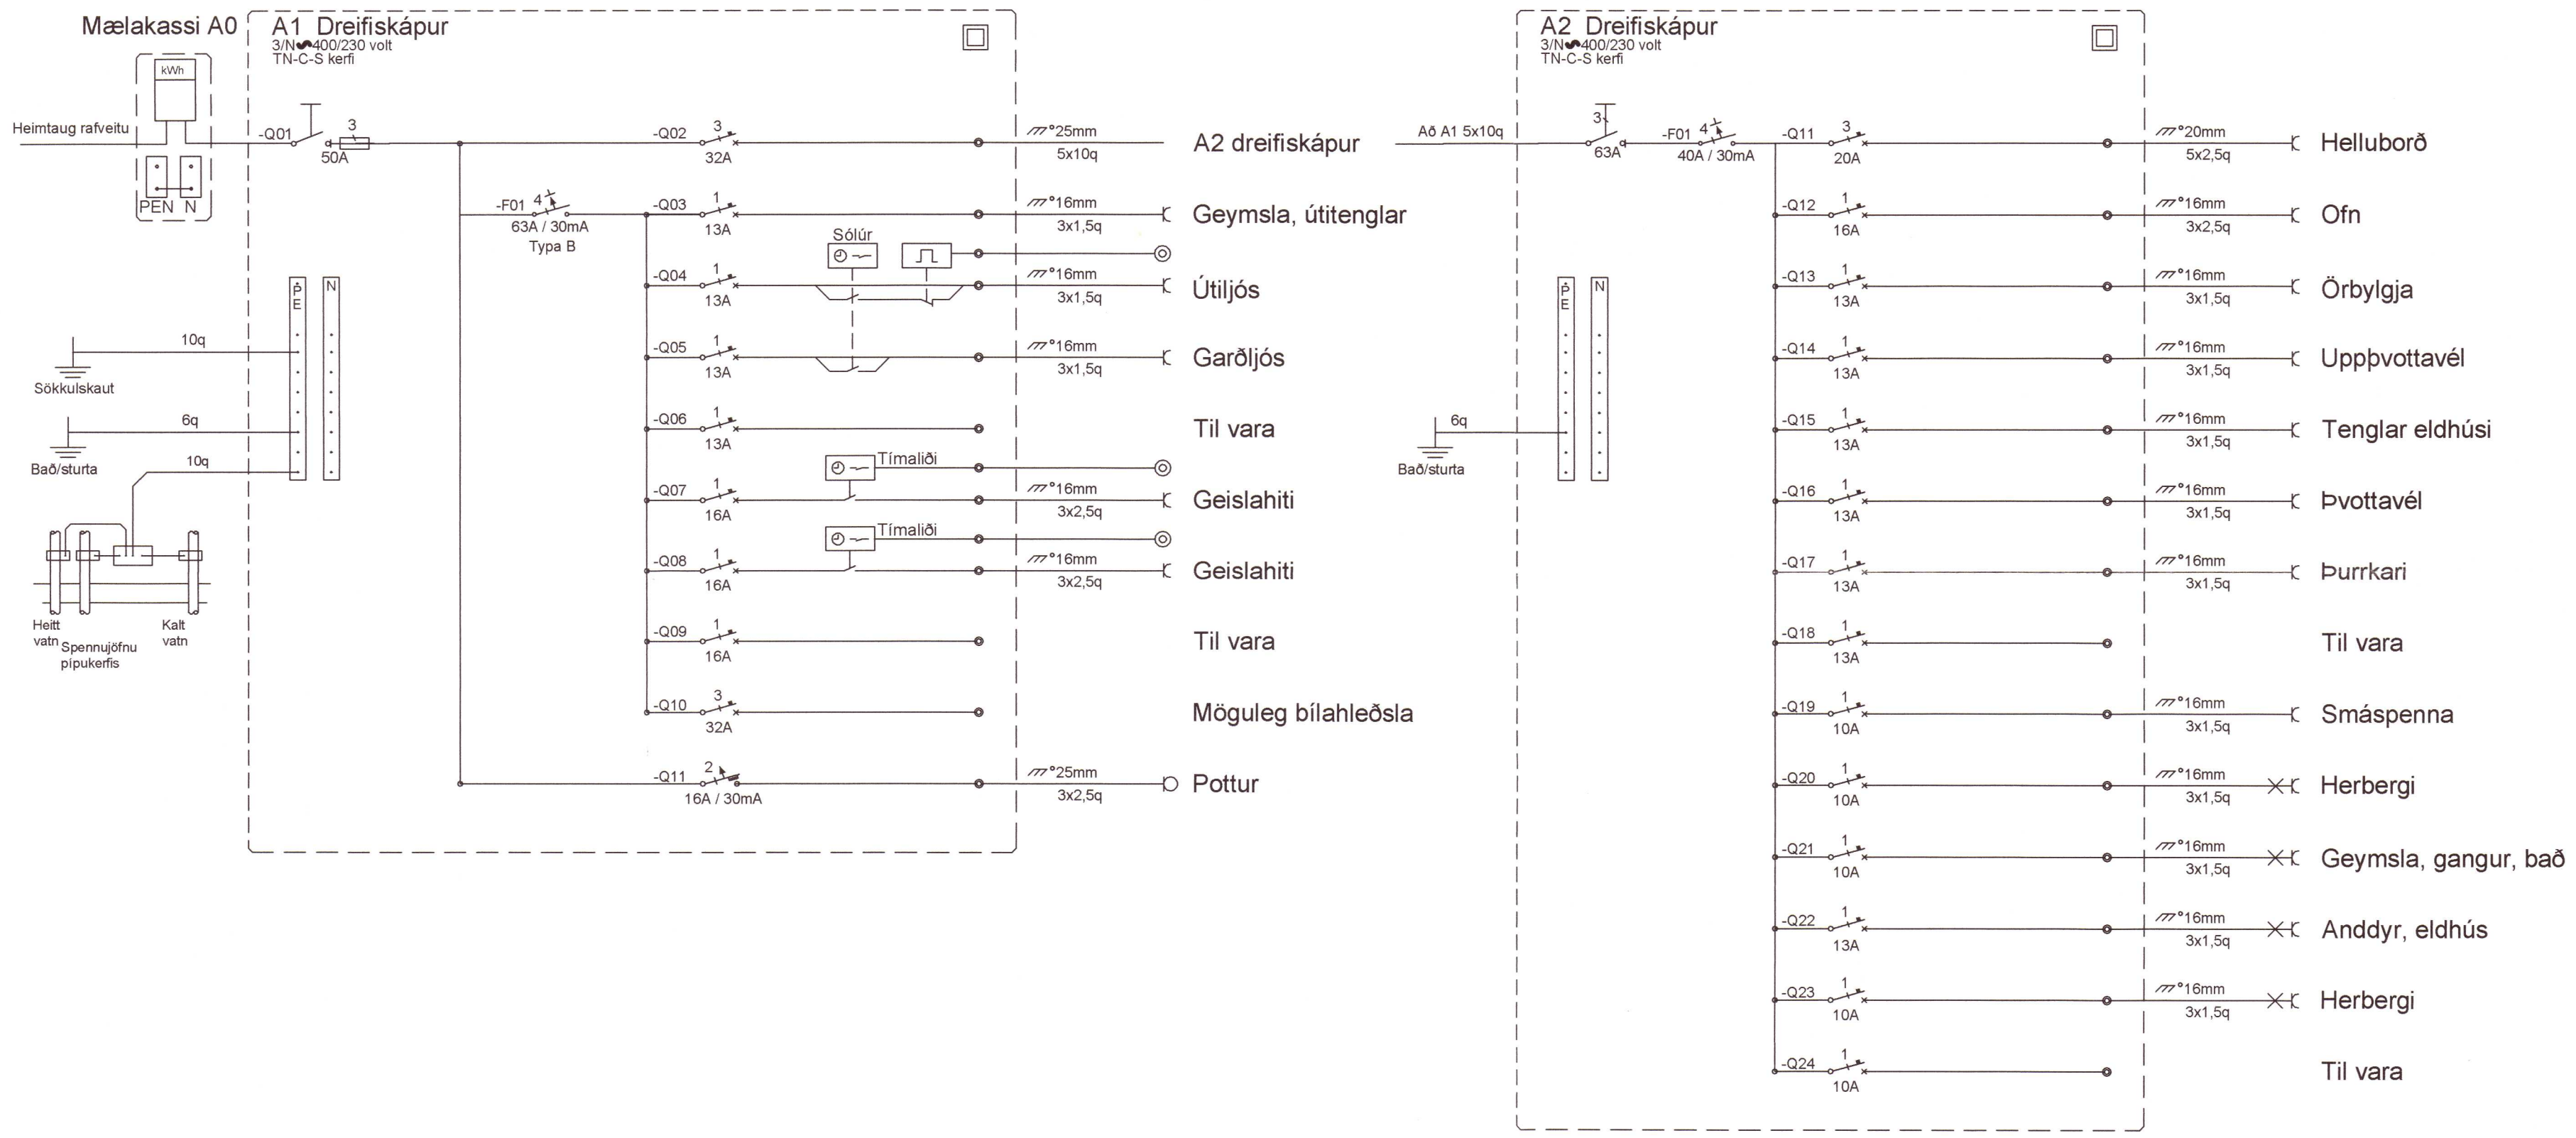 Mælakassi A0
kWh
Heimtaug rafveitu
PEN N
A1 Dreifiskápur
3/N 400/230 volt
TN-C-S kerfi
-Q01
3
50A
-Q02
3
32A
°25mm
5x10q
A2 dreifiskápur
-F01
4
63A / 30mA
Typa B
-Q03
1
13A
°16mm
3x1,5q
Geymsla, útitenglar
Sólúr
-Q04
1
13A
°16mm
3x1,5q
Útiljós
-Q05
1
13A
°16mm
3x1,5q
Garðljós
-Q06
1
13A
Til vara
Tímaliði
-Q07
1
16A
°16mm
3x2,5q
Geislahiti
Tímaliði
-Q08
1
16A
°16mm
3x2,5q
Geislahiti
-Q09
1
16A
Til vara
-Q10
3
32A
Möguleg bílahleðsla
-Q11
2
16A / 30mA
°25mm
3x2,5q
Pottur
PE
N
10q
Sökkulskaut
6q
Bað/sturta
10q
Heitt
vatn
Spennujöfnu
pípukerfis
Kalt
vatn
A2 Dreifiskápur
3/N 400/230 volt
TN-C-S kerfi
Að A1 5x10q
3
63A
-F01
4
40A / 30mA
-Q11
3
20A
°20mm
5x2,5q
Helluborð
-Q12
1
16A
°16mm
3x2,5q
Ofn
-Q13
1
13A
°16mm
3x1,5q
Örbylgja
-Q14
1
13A
°16mm
3x1,5q
Uppþvottavél
-Q15
1
13A
°16mm
3x1,5q
Tenglar eldhúsi
-Q16
1
13A
°16mm
3x1,5q
Þvottavél
-Q17
1
13A
°16mm
3x1,5q
Þurrkari
-Q18
1
13A
Til vara
-Q19
1
10A
°16mm
3x1,5q
Smáspenna
-Q20
1
10A
°16mm
3x1,5q
Herbergi
-Q21
1
10A
°16mm
3x1,5q
Geymsla, gangur, bað
-Q22
1
13A
°16mm
3x1,5q
Anddyr, eldhús
-Q23
1
10A
°16mm
3x1,5q
Herbergi
-Q24
1
10A
Til vara
PE
N
6q
Bað/sturta